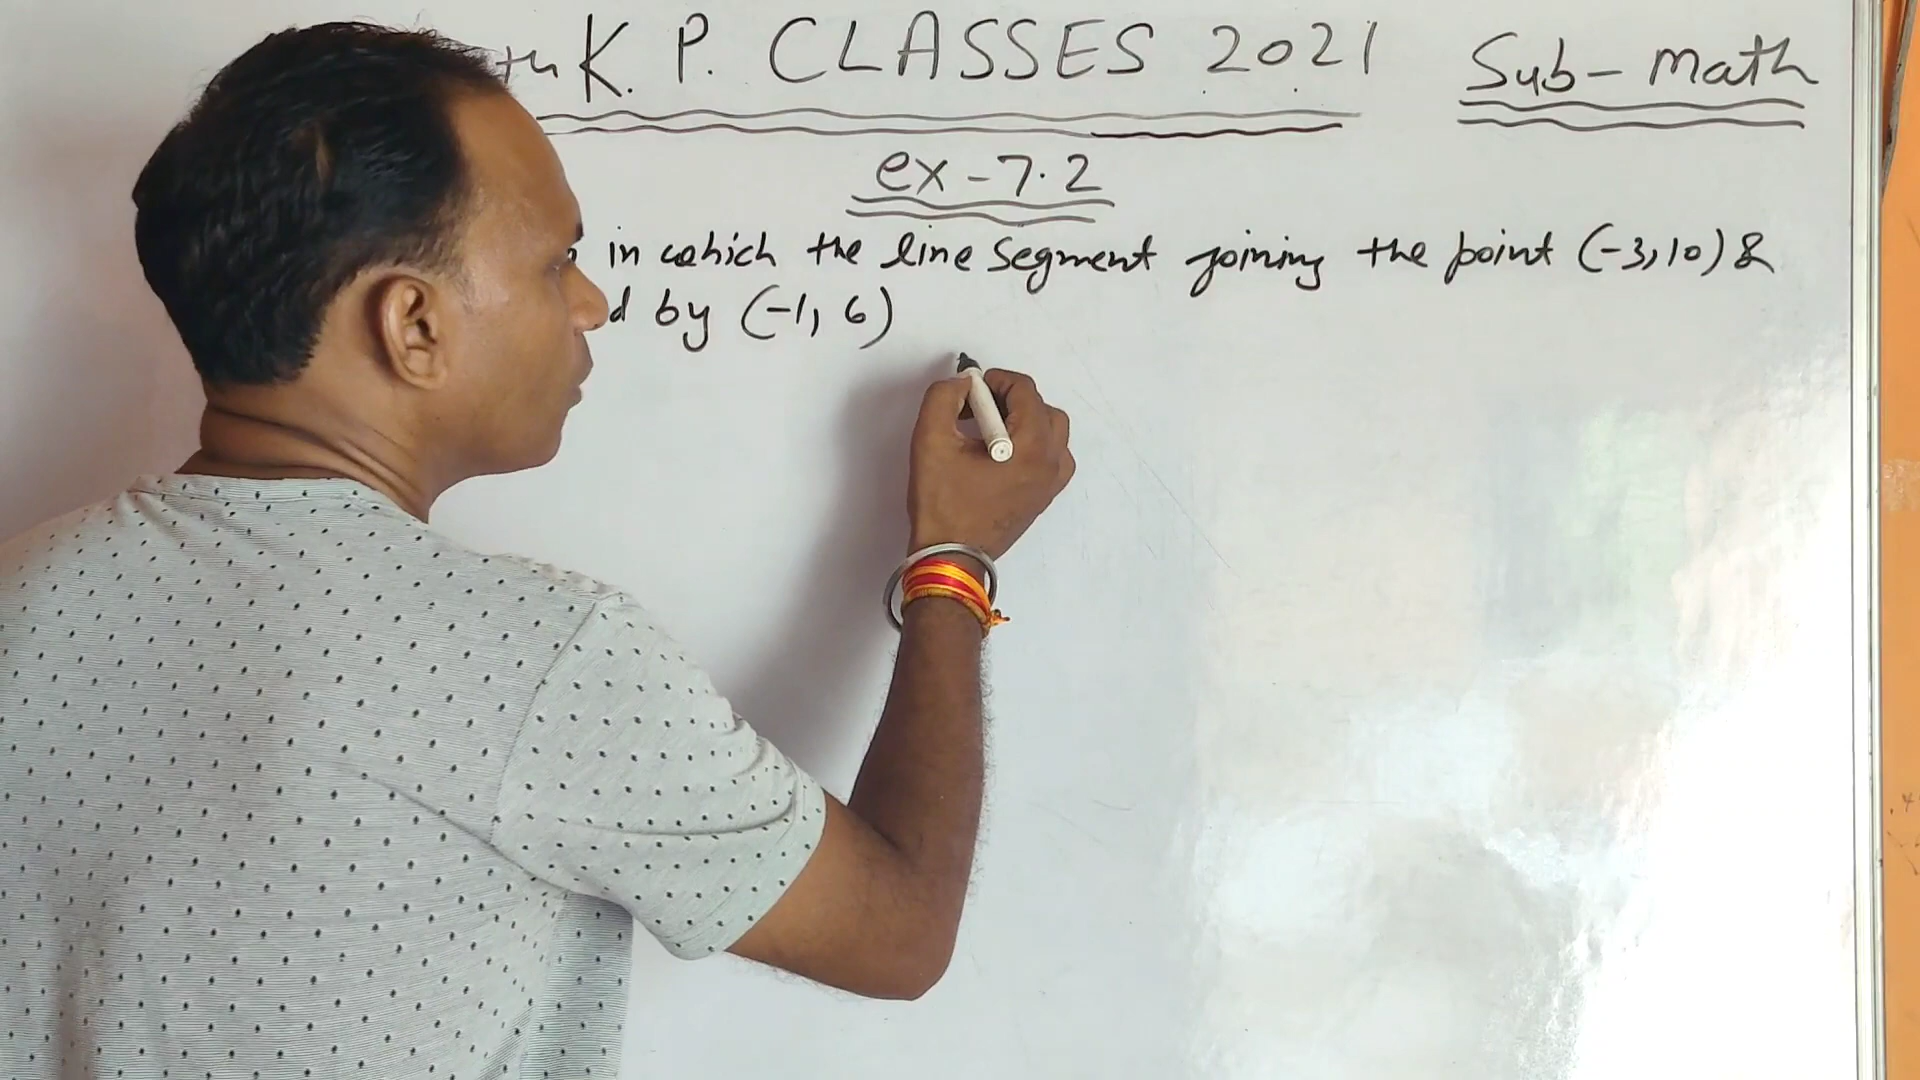 th K. P. CLASSES 2021 Sub- Math
ex-7.2
in which the line segment joining the point (-3,10) &
d by (-1, 6)